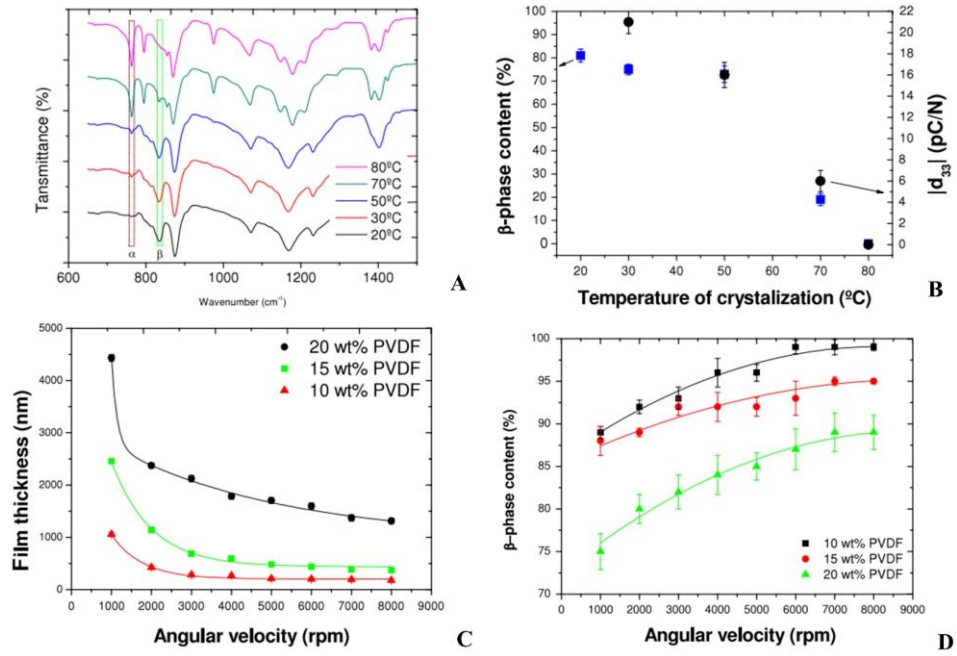 Tansmittance (%)
80ºC
70ºC
50ºC
30ºC
20ºC
α β
600 800 1000 1200 1400
Wavenumber (cm-1)
A
β-phase content (%)
100
90
80
70
60
50
40
30
20
10
0
22
20
18
16
14
12
10
8
6
4
2
0
|d33| (pC/N)
20 30 40 50 60 70 80
Temperature of crystalization (ºC)
B
Film thickness (nm)
5000
4000
3000
2000
1000
0
20 wt% PVDF
15 wt% PVDF
10 wt% PVDF
0 1000 2000 3000 4000 5000 6000 7000 8000 9000
Angular velocity (rpm)
C
β-phase content (%)
100
95
90
85
80
75
70
10 wt% PVDF
15 wt% PVDF
20 wt% PVDF
0 1000 2000 3000 4000 5000 6000 7000 8000 9000
Angular velocity (rpm)
D